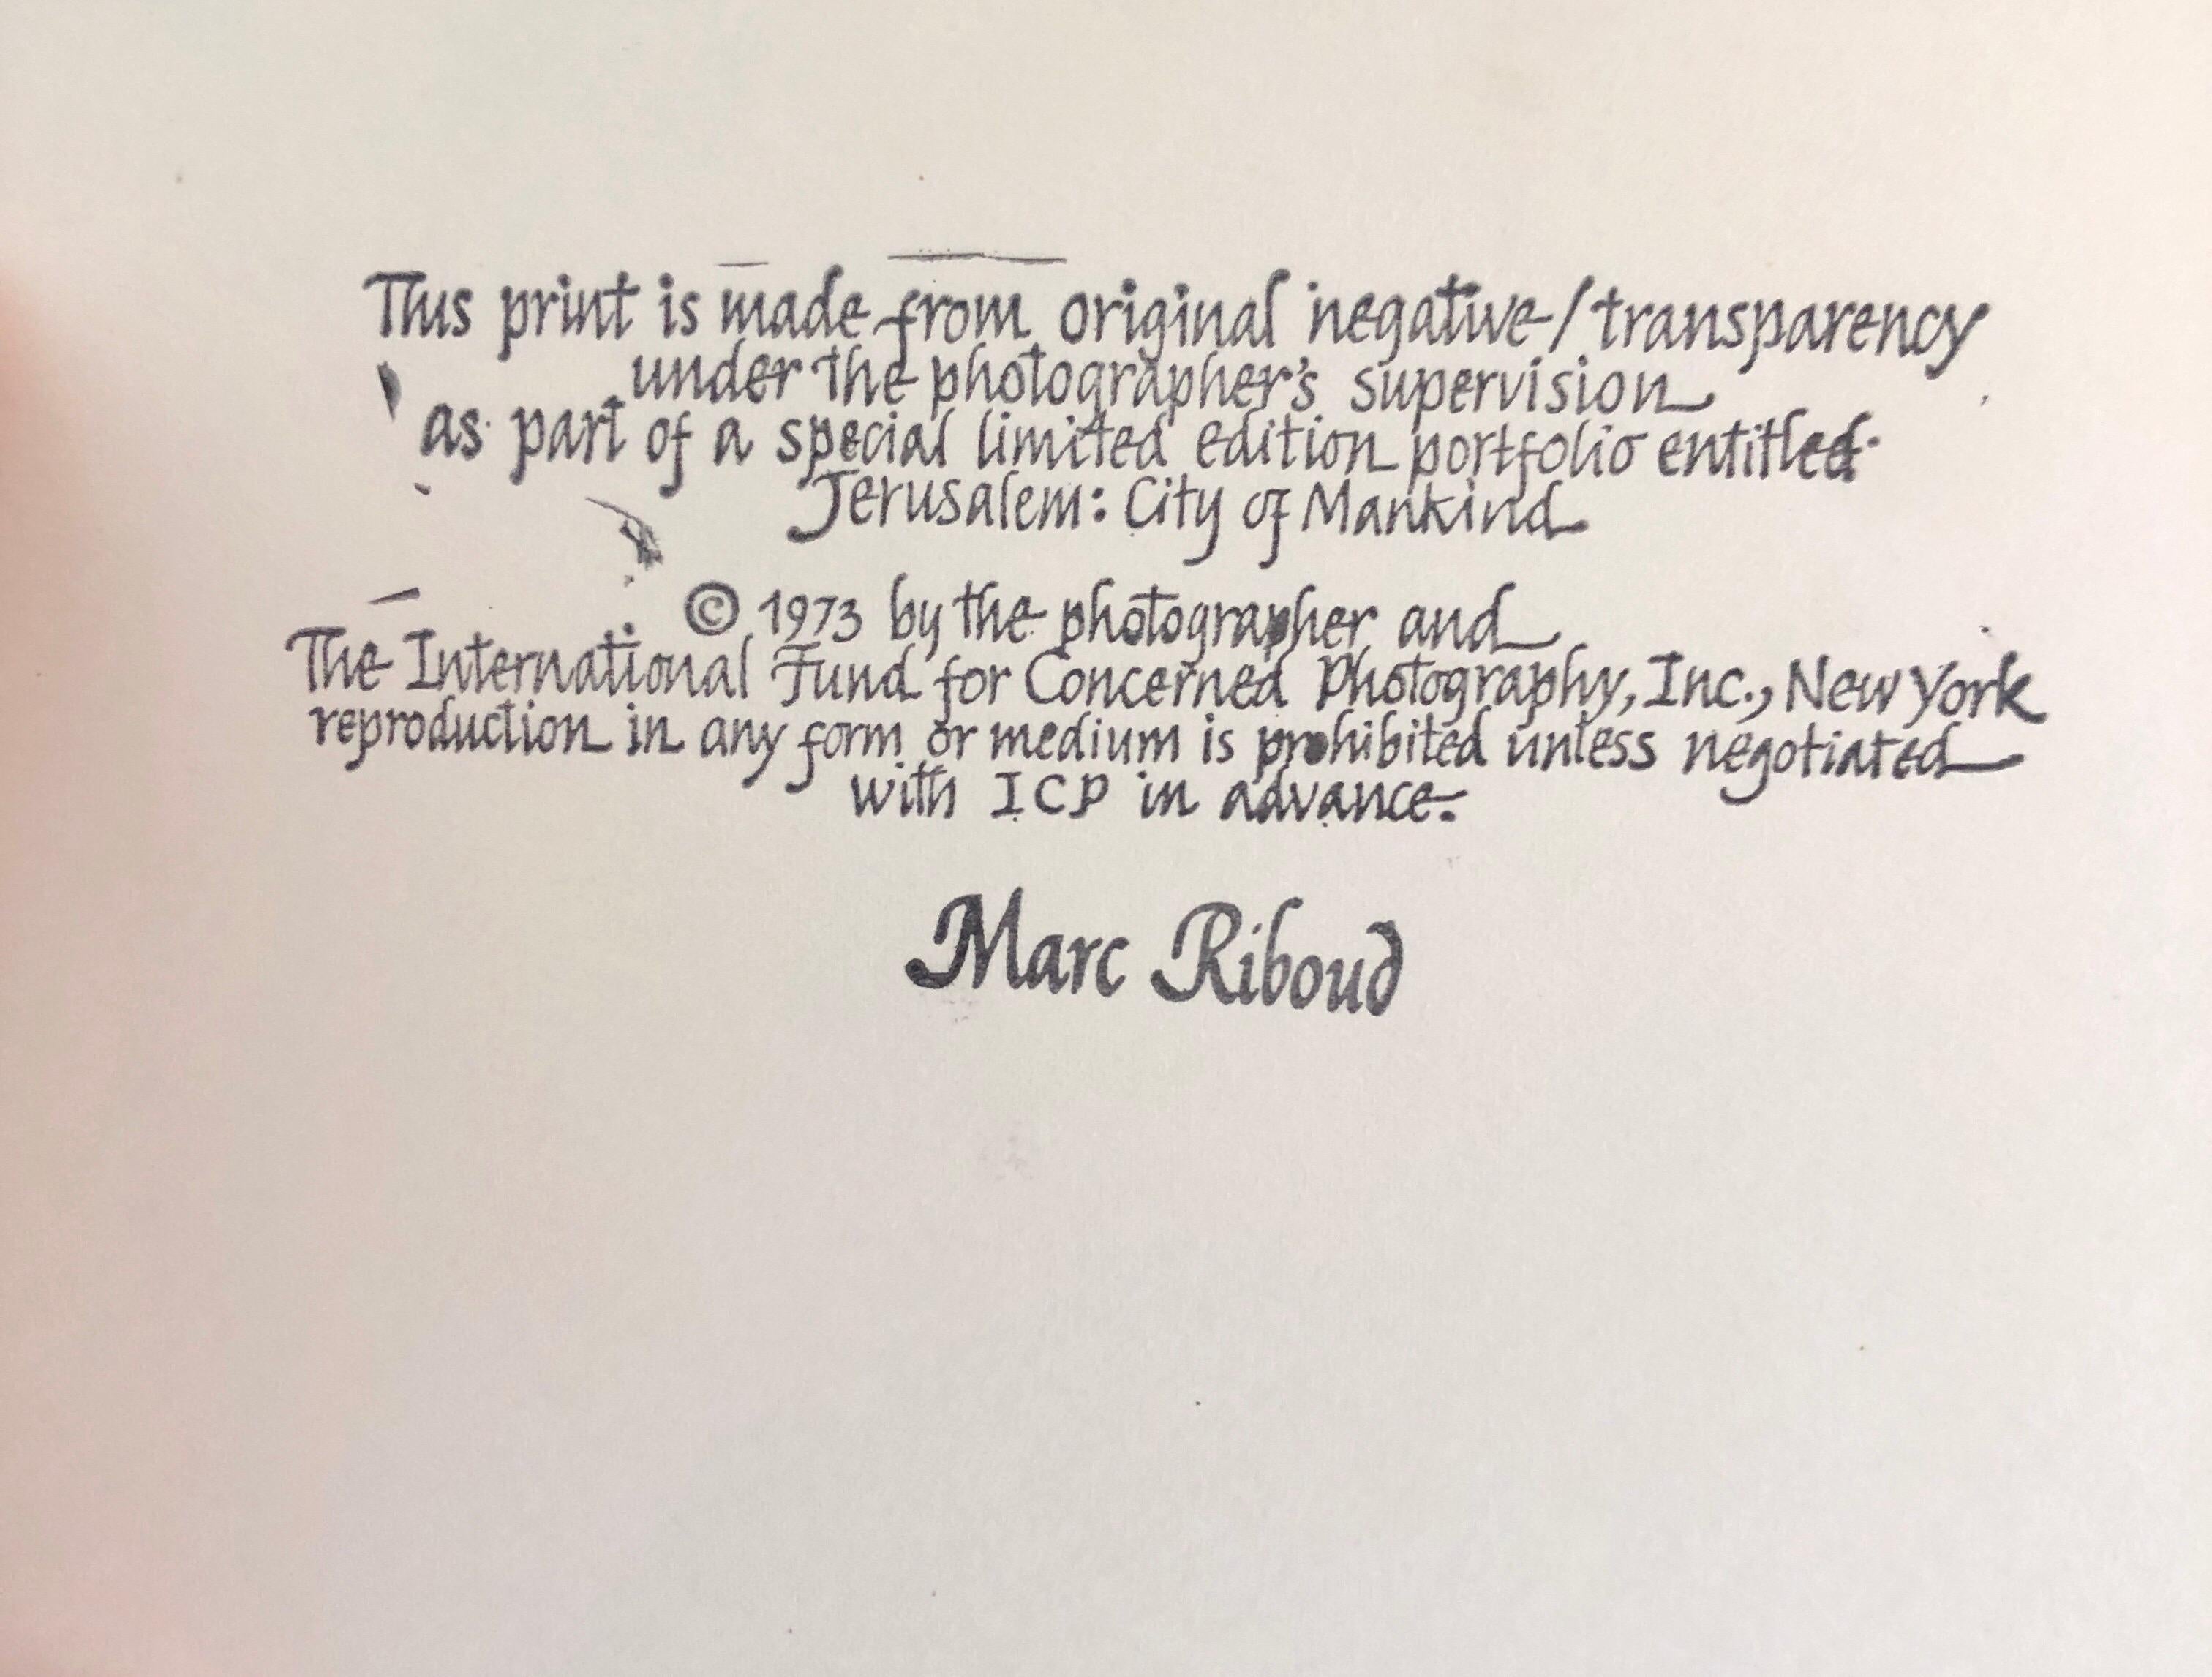 This print is made from original negative/transparency
under the photographer's supervision
as part of a special limited edition portfolio entitled
Jerusalem: City of Mankind
© 1973 by the photographer and
The International Fund for Concerned Photography, Inc., New York
reproduction in any form or medium is prohibited unless negotiated
with ICP in advance.
Marc Riboud